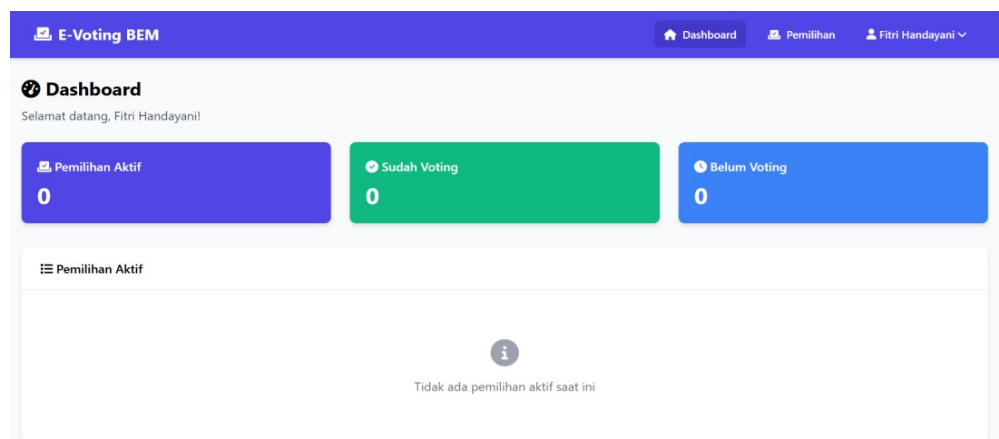 E-Voting BEM
Dashboard
Pemilihan
Fitri Handayani
Dashboard
Selamat datang, Fitri Handayani!
Pemilihan Aktif
0
Sudah Voting
0
Belum Voting
0
Pemilihan Aktif
Tidak ada pemilihan aktif saat ini